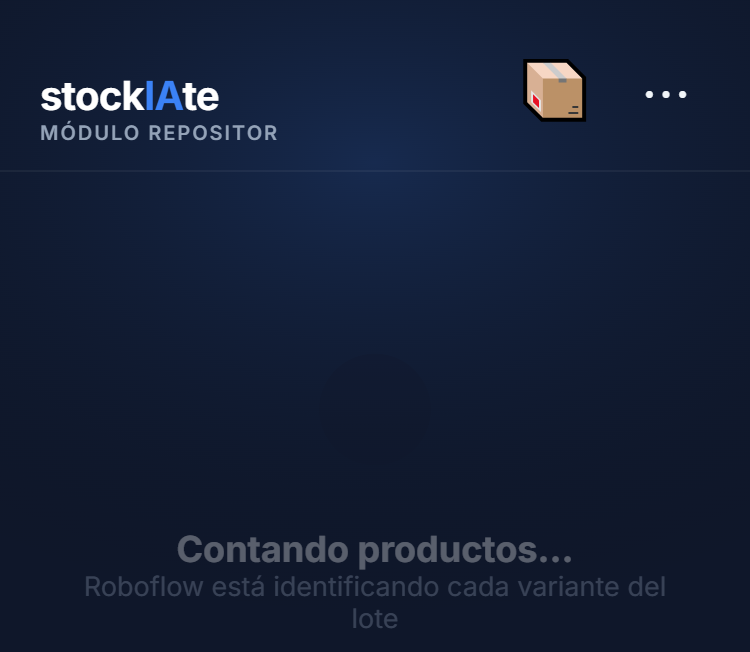 stockIAte
MÓDULO REPOSITOR
Contando productos...
Roboflow está identificando cada variante del
lote